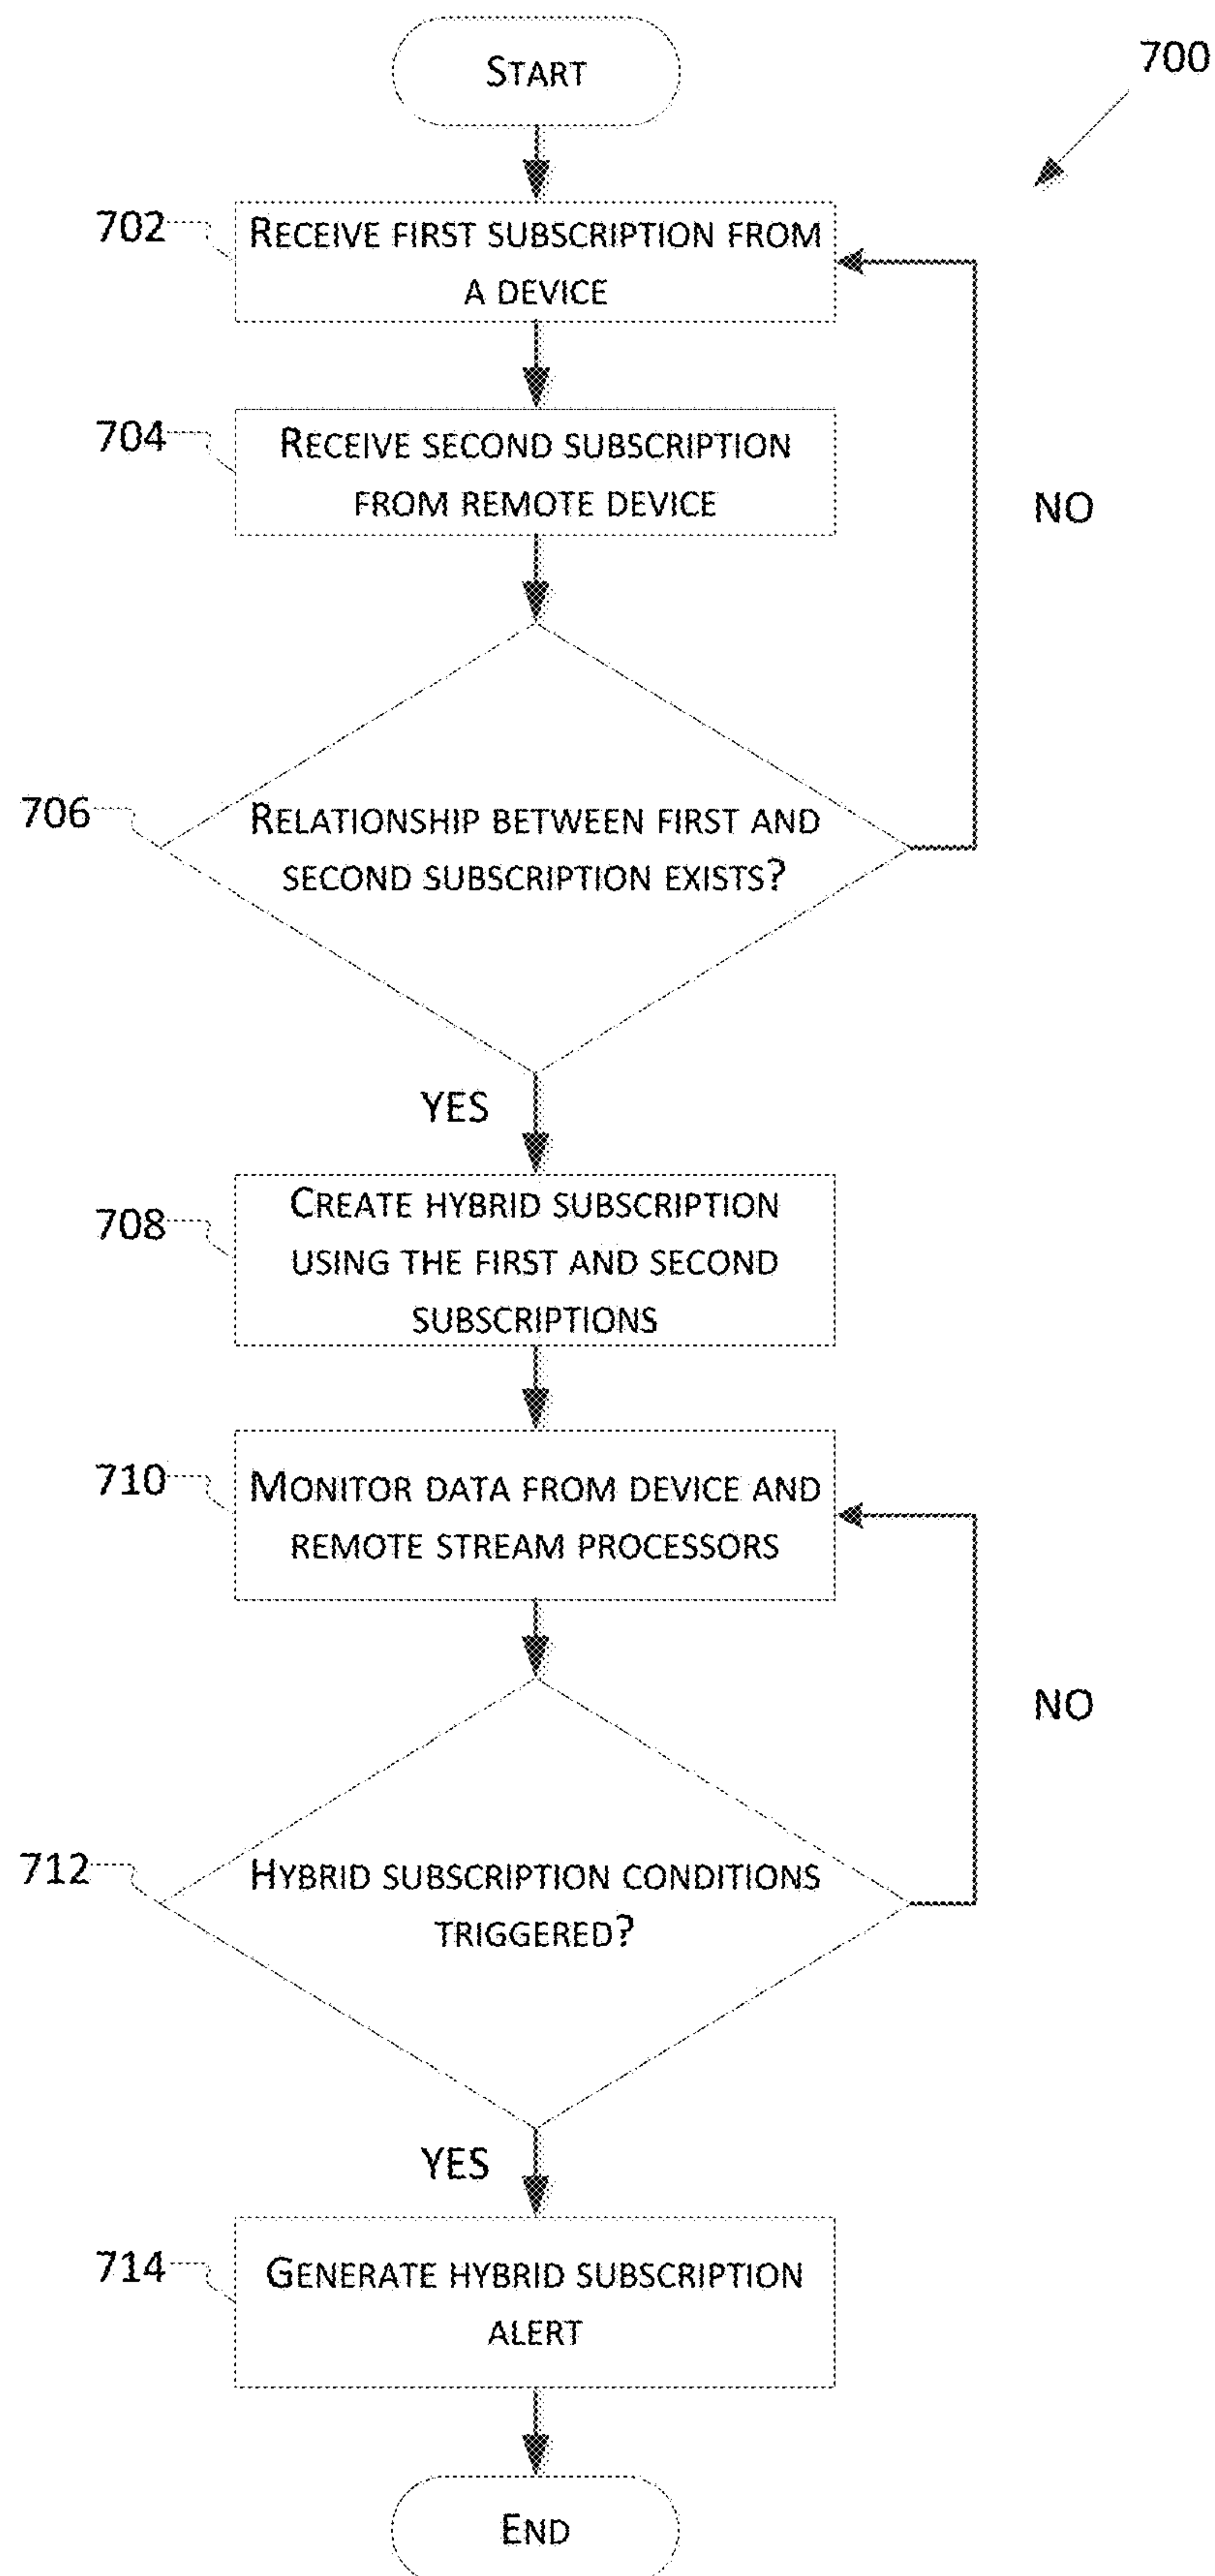 START
700
702
RECEIVE FIRST SUBSCRIPTION FROM
A DEVICE
704
RECEIVE SECOND SUBSCRIPTION
FROM REMOTE DEVICE
NO
706
RELATIONSHIP BETWEEN FIRST AND
SECOND SUBSCRIPTION EXISTS?
YES
708
CREATE HYBRID SUBSCRIPTION
USING THE FIRST AND SECOND
SUBSCRIPTIONS
710
MONITOR DATA FROM DEVICE AND
REMOTE STREAM PROCESSORS
NO
712
HYBRID SUBSCRIPTION CONDITIONS
TRIGGERED?
YES
714
GENERATE HYBRID SUBSCRIPTION
ALERT
END